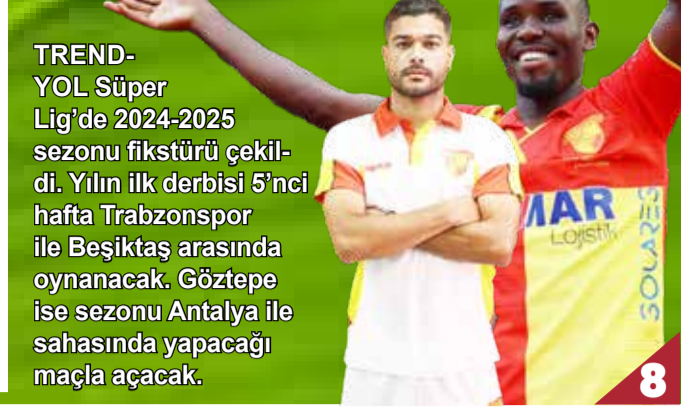 TREND-
YOL Süper
Lig’de 2024-2025
sezonu fikstürü çekil-
di. Yılın ilk derbisi 5’nci
hafta Trabzonspor
ile Beşiktaş arasında
oynanacak. Göztepe
ise sezonu Antalya ile
sahasında yapacağı
maçla açacak.
MAR
Lojistik
SOLARES
8